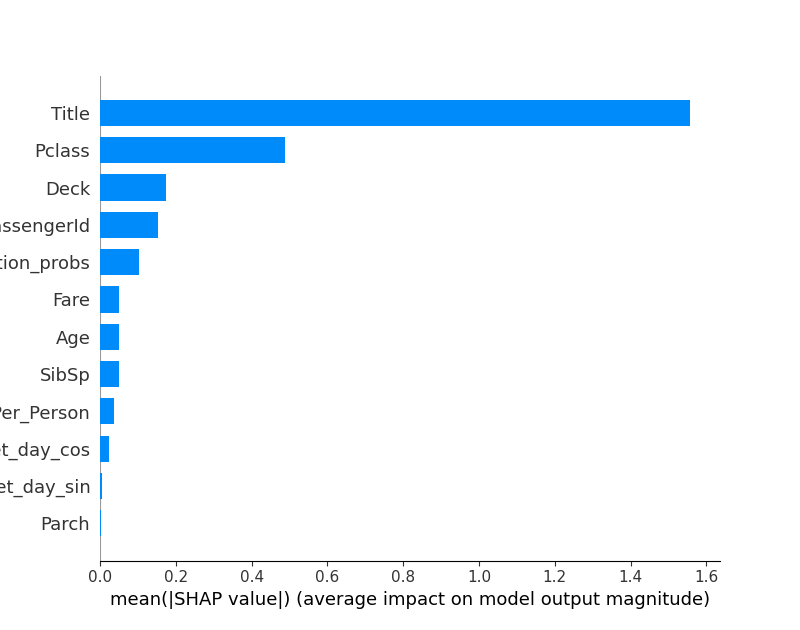 Title
Pclass
Deck
assengerId
tion_probs
Fare
Age
SibSp
Per_Person
et_day_cos
et_day_sin
Parch
0.0 0.2 0.4 0.6 0.8 1.0 1.2 1.4 1.6
mean(|SHAP value|) (average impact on model output magnitude)